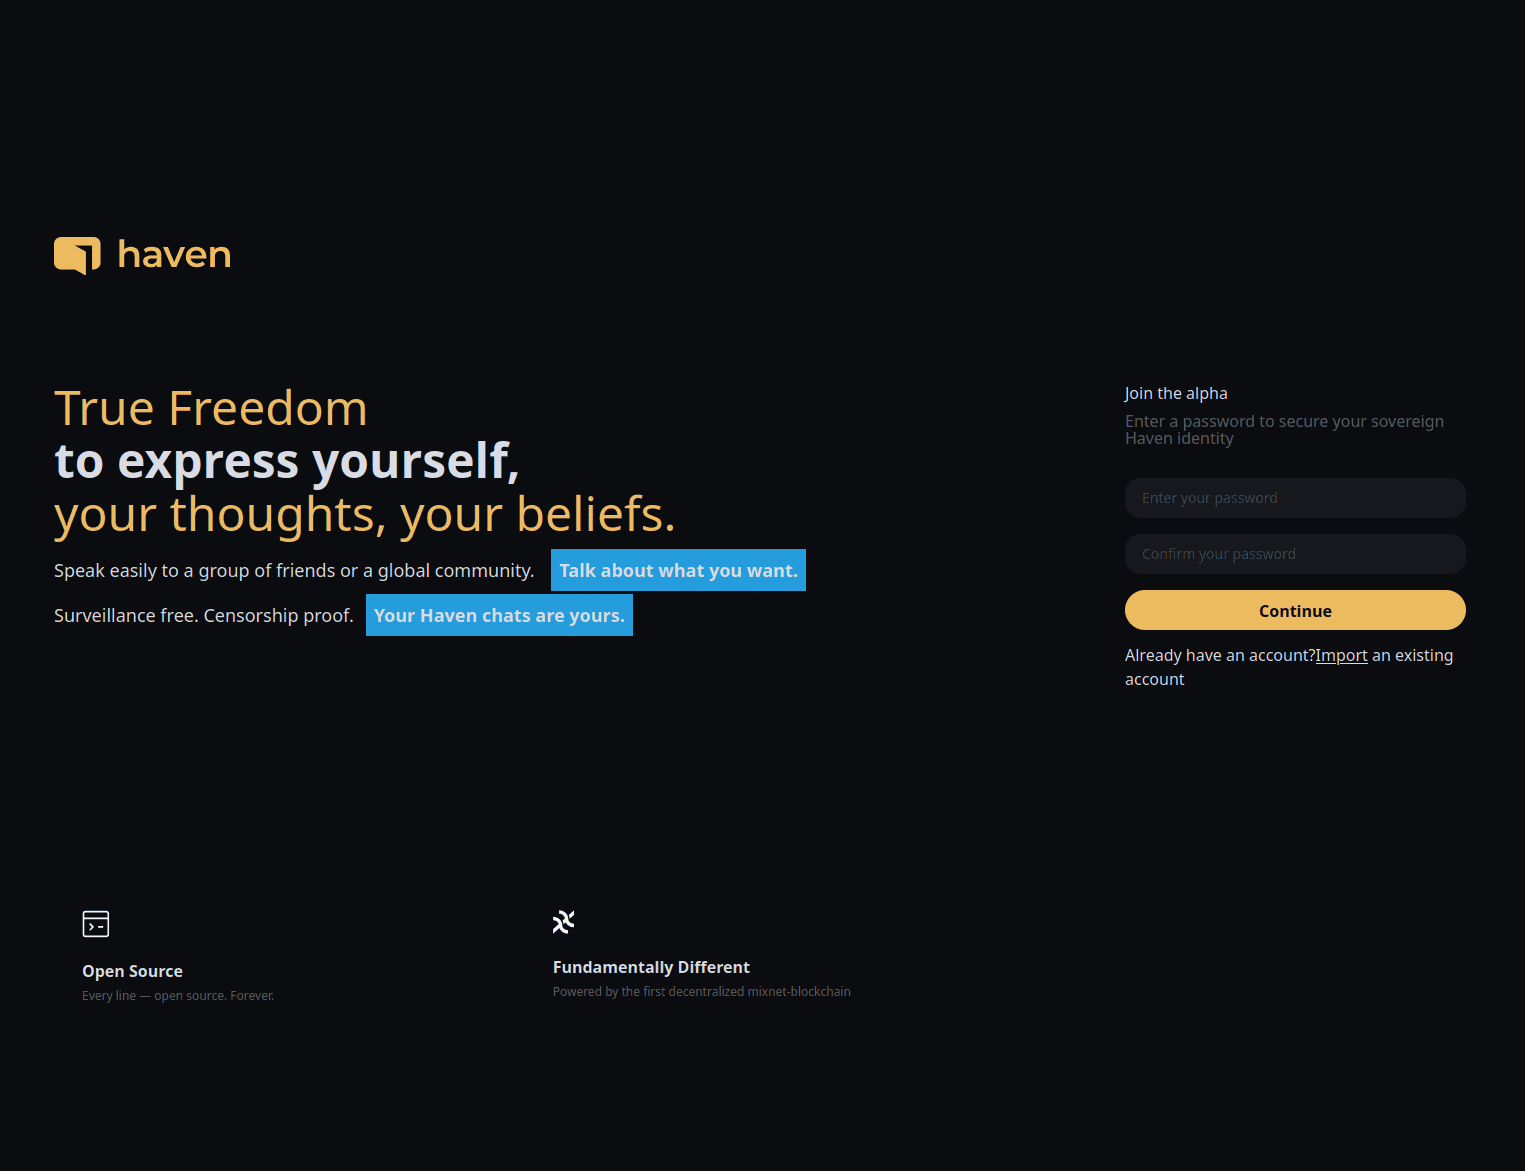 haven
True Freedom
to express yourself,
your thoughts, your beliefs.
Speak easily to a group of friends or a global community. Talk about what you want.
Surveillance free. Censorship proof. Your Haven chats are yours.
Join the alpha
Enter a password to secure your sovereign
Haven identity
Enter your password
Confirm your password
Continue
Already have an account?Import an existing
account
Open Source
Every line — open source. Forever.
Fundamentally Different
Powered by the first decentralized mixnet-blockchain